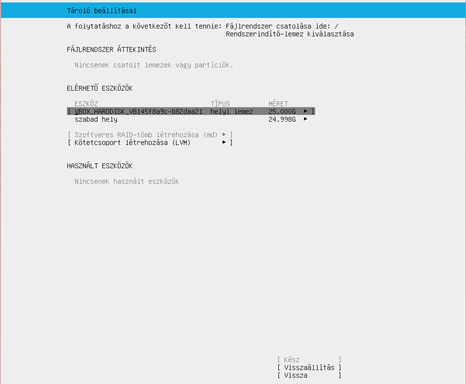 Tároló beállításai
A folytatáshoz a következőt kell tennie: Fájlrendszer csatolása ide: /
Rendszerindító-lemez kiválasztása
FÁJLRENDSZER ÁTTEKINTÉS
Nincsenek csatolt lemezek vagy partíciók.
ELÉRHETŐ ESZKÖZÖK
ESZKÖZ TÍPUS MÉRET
[ VBOX_HARDDISK_VB145f8a9c-b82daa21 helyi lemez 25.000G ▸ ]
szabad hely 24.998G ▸
[ Szoftveres RAID-tömb létrehozása (md) ▸ ]
[ Kötetcsoport létrehozása (LVM) ▸ ]
HASZNÁLT ESZKÖZÖK
Nincsenek használt eszközök
[ Kész ]
[ Visszaállítás ]
[ Vissza ]